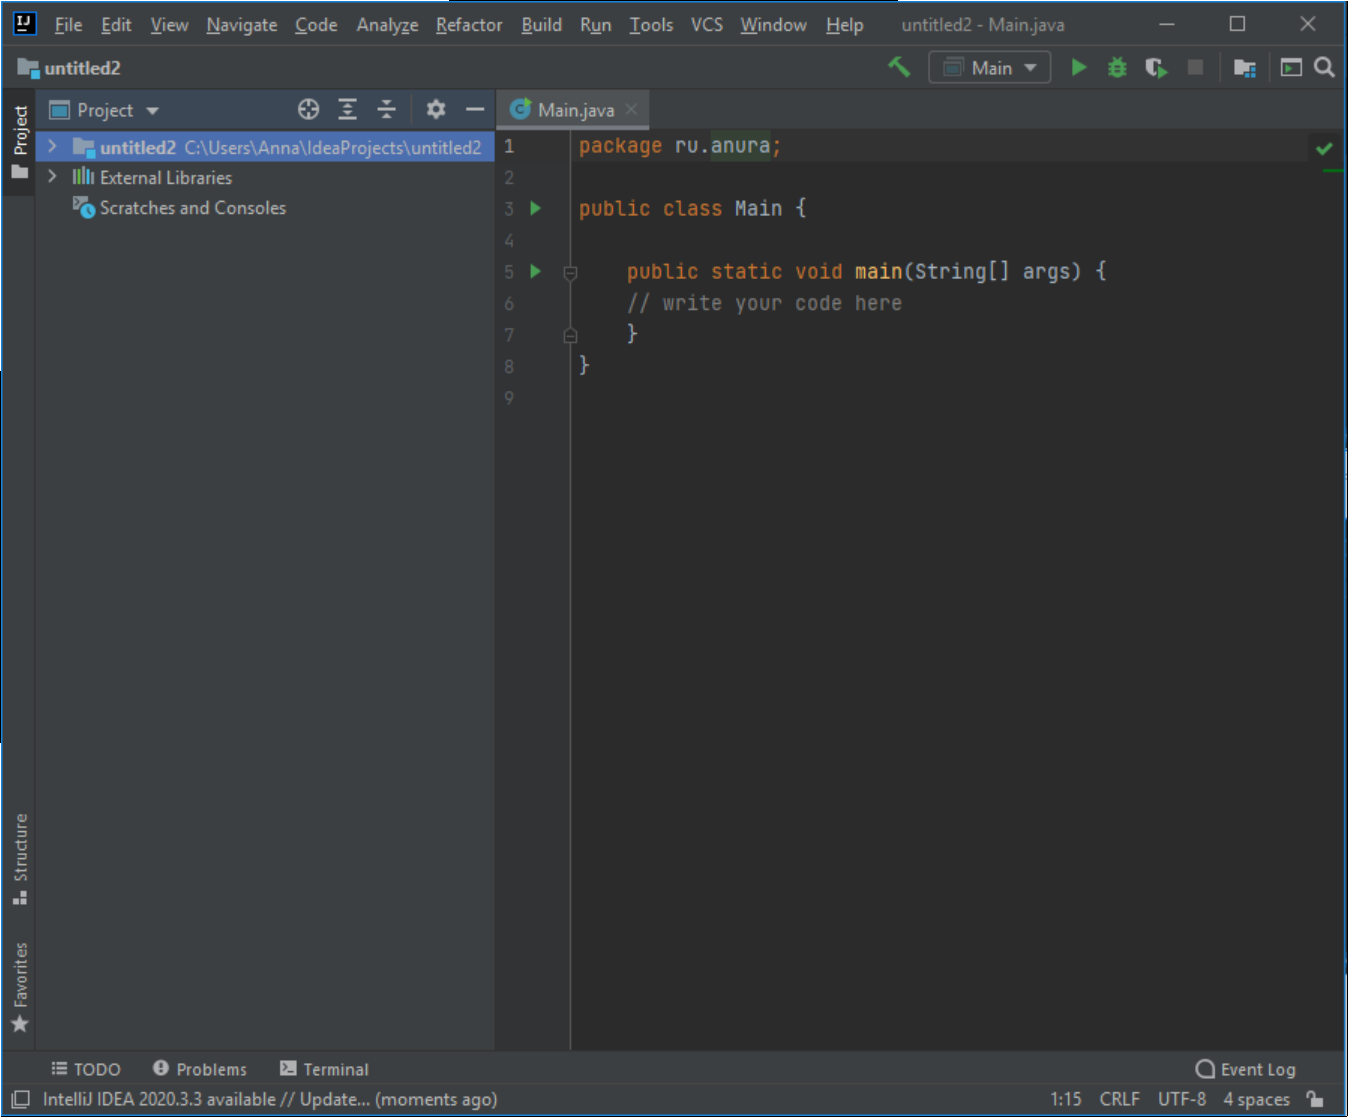 IJ File Edit View Navigate Code Analyze Refactor Build Run Tools VCS Window Help untitled2 - Main.java
untitled2 Main
Project
Project Main.java
untitled2 C:\Users\Anna\IdeaProjects\untitled2
External Libraries
Scratches and Consoles
1 package ru.anura;
2
3 public class Main {
4
5 public static void main(String[] args) {
6 // write your code here
7 }
8 }
9
Structure
Favorites
TODO Problems Terminal Event Log
IntelliJ IDEA 2020.3.3 available // Update... (moments ago) 1:15 CRLF UTF-8 4 spaces